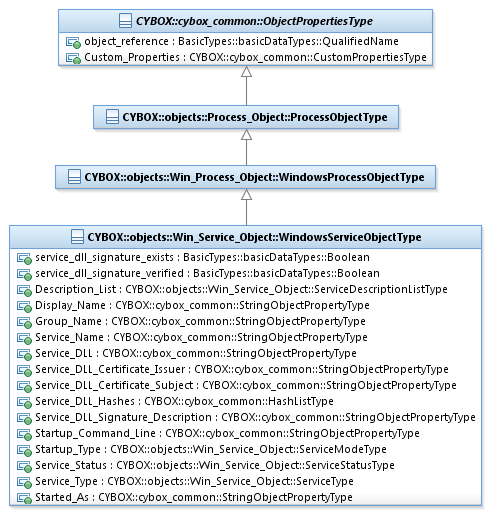 CYBOX::cybox_common::ObjectPropertiesType
object_reference : BasicTypes::basicDataTypes::QualifiedName
Custom_Properties : CYBOX::cybox_common::CustomPropertiesType
CYBOX::objects::Process_Object::ProcessObjectType
CYBOX::objects::Win_Process_Object::WindowsProcessObjectType
CYBOX::objects::Win_Service_Object::WindowsServiceObjectType
service_dll_signature_exists : BasicTypes::basicDataTypes::Boolean
service_dll_signature_verified : BasicTypes::basicDataTypes::Boolean
Description_List : CYBOX::objects::Win_Service_Object::ServiceDescriptionListType
Display_Name : CYBOX::cybox_common::StringObjectPropertyType
Group_Name : CYBOX::cybox_common::StringObjectPropertyType
Service_Name : CYBOX::cybox_common::StringObjectPropertyType
Service_DLL : CYBOX::cybox_common::StringObjectPropertyType
Service_DLL_Certificate_Issuer : CYBOX::cybox_common::StringObjectPropertyType
Service_DLL_Certificate_Subject : CYBOX::cybox_common::StringObjectPropertyType
Service_DLL_Hashes : CYBOX::cybox_common::HashListType
Service_DLL_Signature_Description : CYBOX::cybox_common::StringObjectPropertyType
Startup_Command_Line : CYBOX::cybox_common::StringObjectPropertyType
Startup_Type : CYBOX::objects::Win_Service_Object::ServiceModeType
Service_Status : CYBOX::objects::Win_Service_Object::ServiceStatusType
Service_Type : CYBOX::objects::Win_Service_Object::ServiceType
Started_As : CYBOX::cybox_common::StringObjectPropertyType